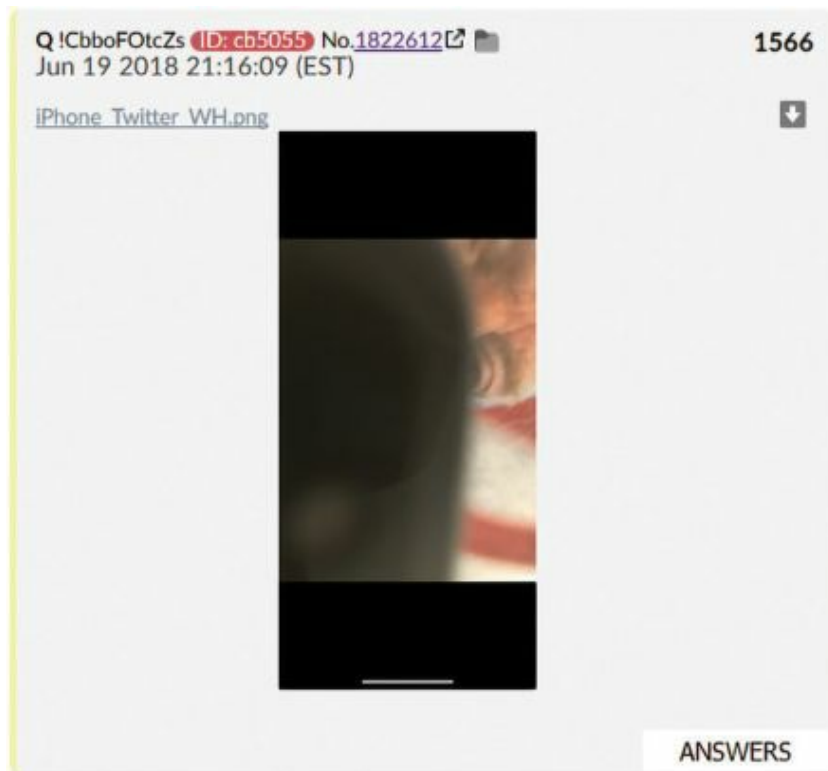 Q !CbboFOtcZs ID: cb5055 No.1822612 1566
Jun 19 2018 21:16:09 (EST)
iPhone_Twitter_WH.png
ANSWERS